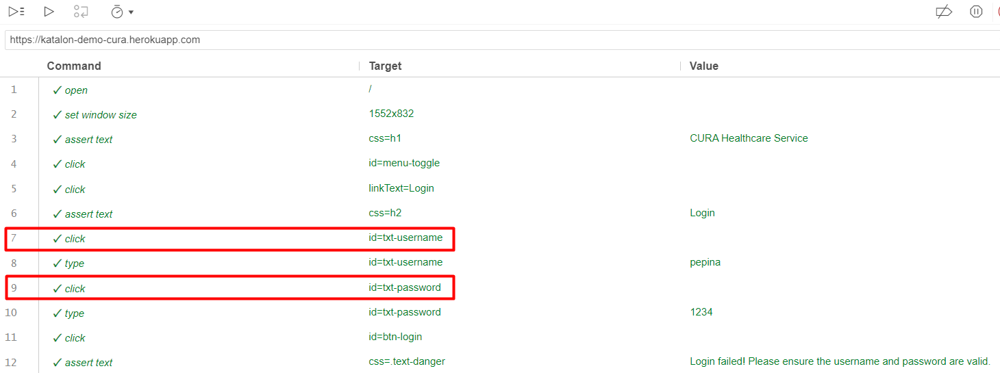 https://katalon-demo-cura.herokuapp.com
Command Target Value
1 ✓ open /
2 ✓ set window size 1552x832
3 ✓ assert text css=h1 CURA Healthcare Service
4 ✓ click id=menu-toggle
5 ✓ click linkText=Login
6 ✓ assert text css=h2 Login
7 ✓ click id=txt-username
8 ✓ type id=txt-username pepina
9 ✓ click id=txt-password
10 ✓ type id=txt-password 1234
11 ✓ click id=btn-login
12 ✓ assert text css=.text-danger Login failed! Please ensure the username and password are valid.